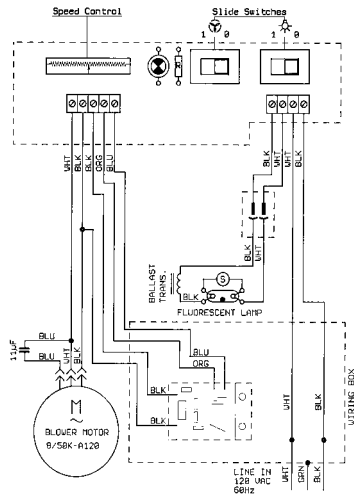 Speed Control
Slide Switches
1 0
1 0
WHT
BLK
BLK
ORG
BLU
BLK
WHT
WHT
BLK
BLK
WHT
BALLAST
TRANS.
S
BLK
FLUORESCENT LAMP
11µF
BLU
BLU
WHT
BLK
BLU
ORG
BLK
BLK
WHT
BLK
WIRING BOX
M
BLOWER MOTOR
8/50K-A120
LINE IN
120 VAC
60Hz
WHT
GRN
BLK